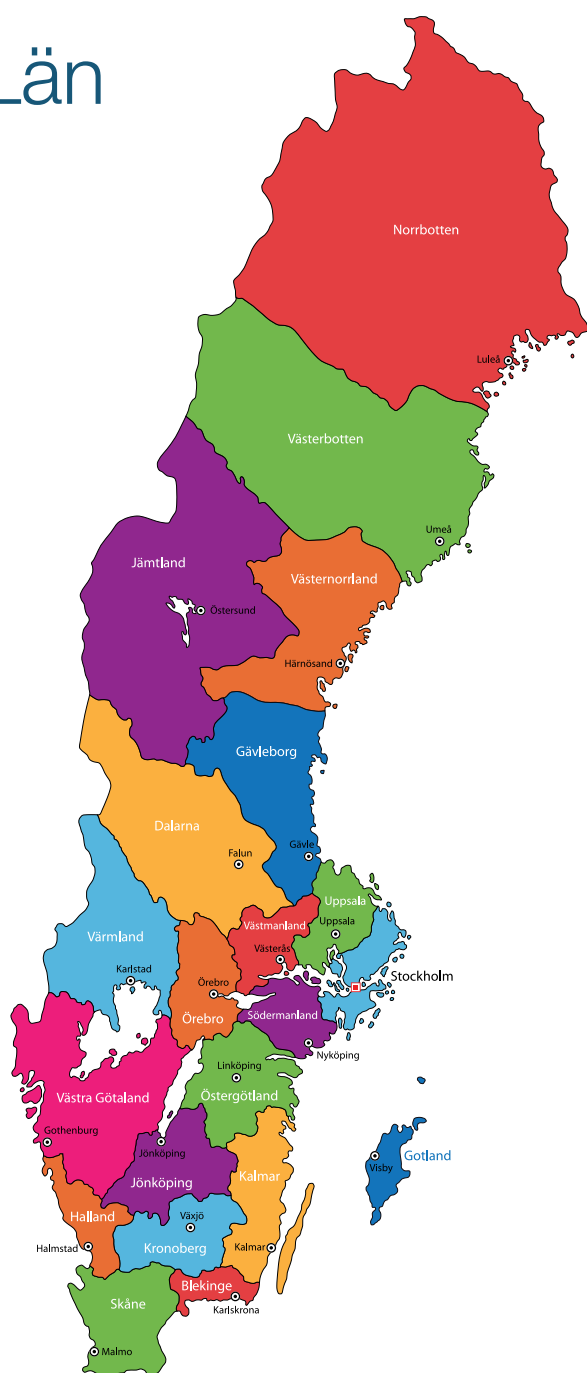 Län
Norrbotten
Luleå
Västerbotten
Umeå
Jämtland
Västernorrland
Östersund
Härnösand
Gävleborg
Dalarna
Gävle
Falun
Uppsala
Västmanland
Uppsala
Värmland
Västerås
Karlstad
Stockholm
Örebro
Södermanland
Örebro
Nyköping
Linköping
Västra Götaland
Östergötland
Gothenburg
Jönköping
Gotland
Visby
Kalmar
Jönköping
Halland
Växjö
Halmstad
Kronoberg
Kalmar
Blekinge
Skåne
Karlskrona
Malmo